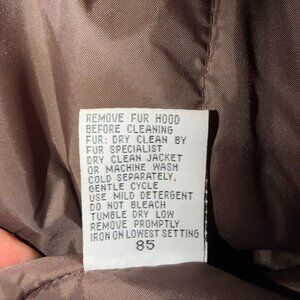 REMOVE FUR HOOD
BEFORE CLEANING
FUR: DRY CLEAN BY
FUR SPECIALIST
DRY CLEAN JACKET
OR MACHINE WASH
COLD SEPARATELY,
GENTLE CYCLE
USE MILD DETERGENT
DO NOT BLEACH
TUMBLE DRY LOW
REMOVE PROMPTLY
IRON ON LOWEST SETTING
85